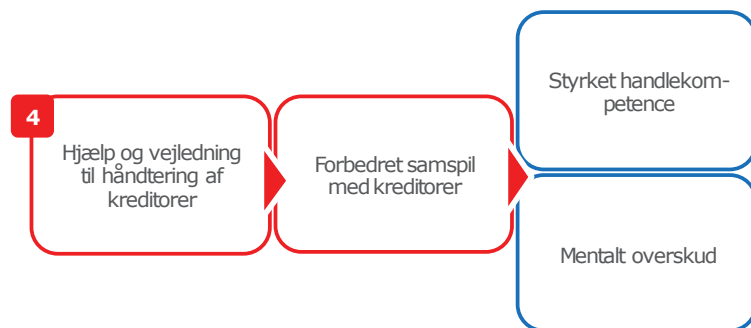 4
Hjælp og vejledning
til håndtering af
kreditorer
Forbedret samspil
med kreditorer
Styrket handlekom-
petence
Mentalt overskud